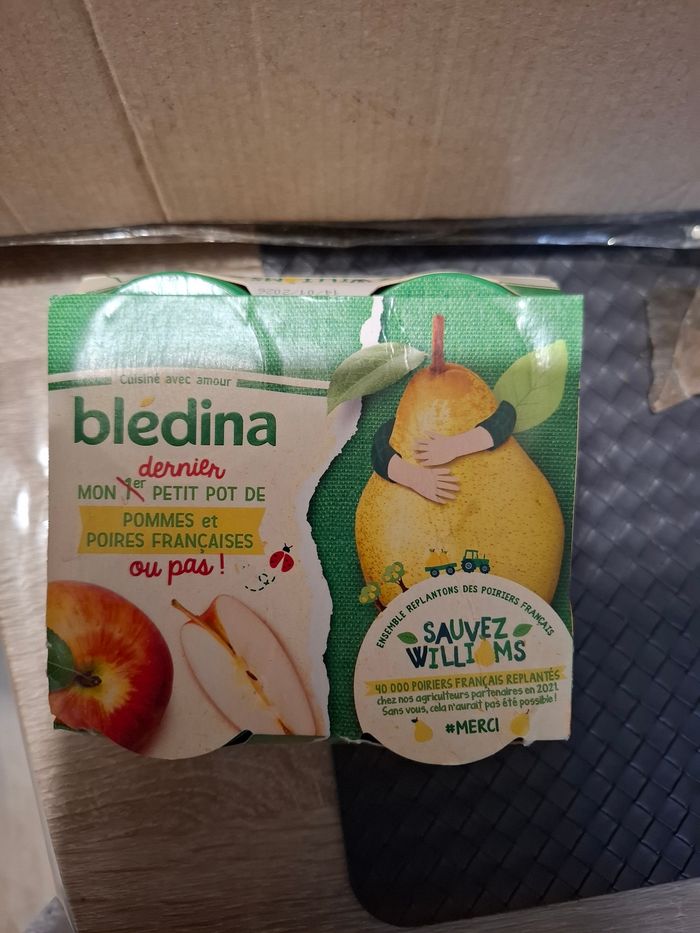 Cuisiné avec amour
blédina
dernier
MON 1er PETIT POT DE
POMMES et
POIRES FRANÇAISES
ou pas !
ENSEMBLE REPLANTONS DES POIRIERS FRANÇAIS
SAUVEZ
WILLIAMS
40 000 POIRIERS FRANÇAIS REPLANTÉS
chez nos agriculteurs partenaires en 2021.
Sans vous, cela n'aurait pas été possible !
#MERCI